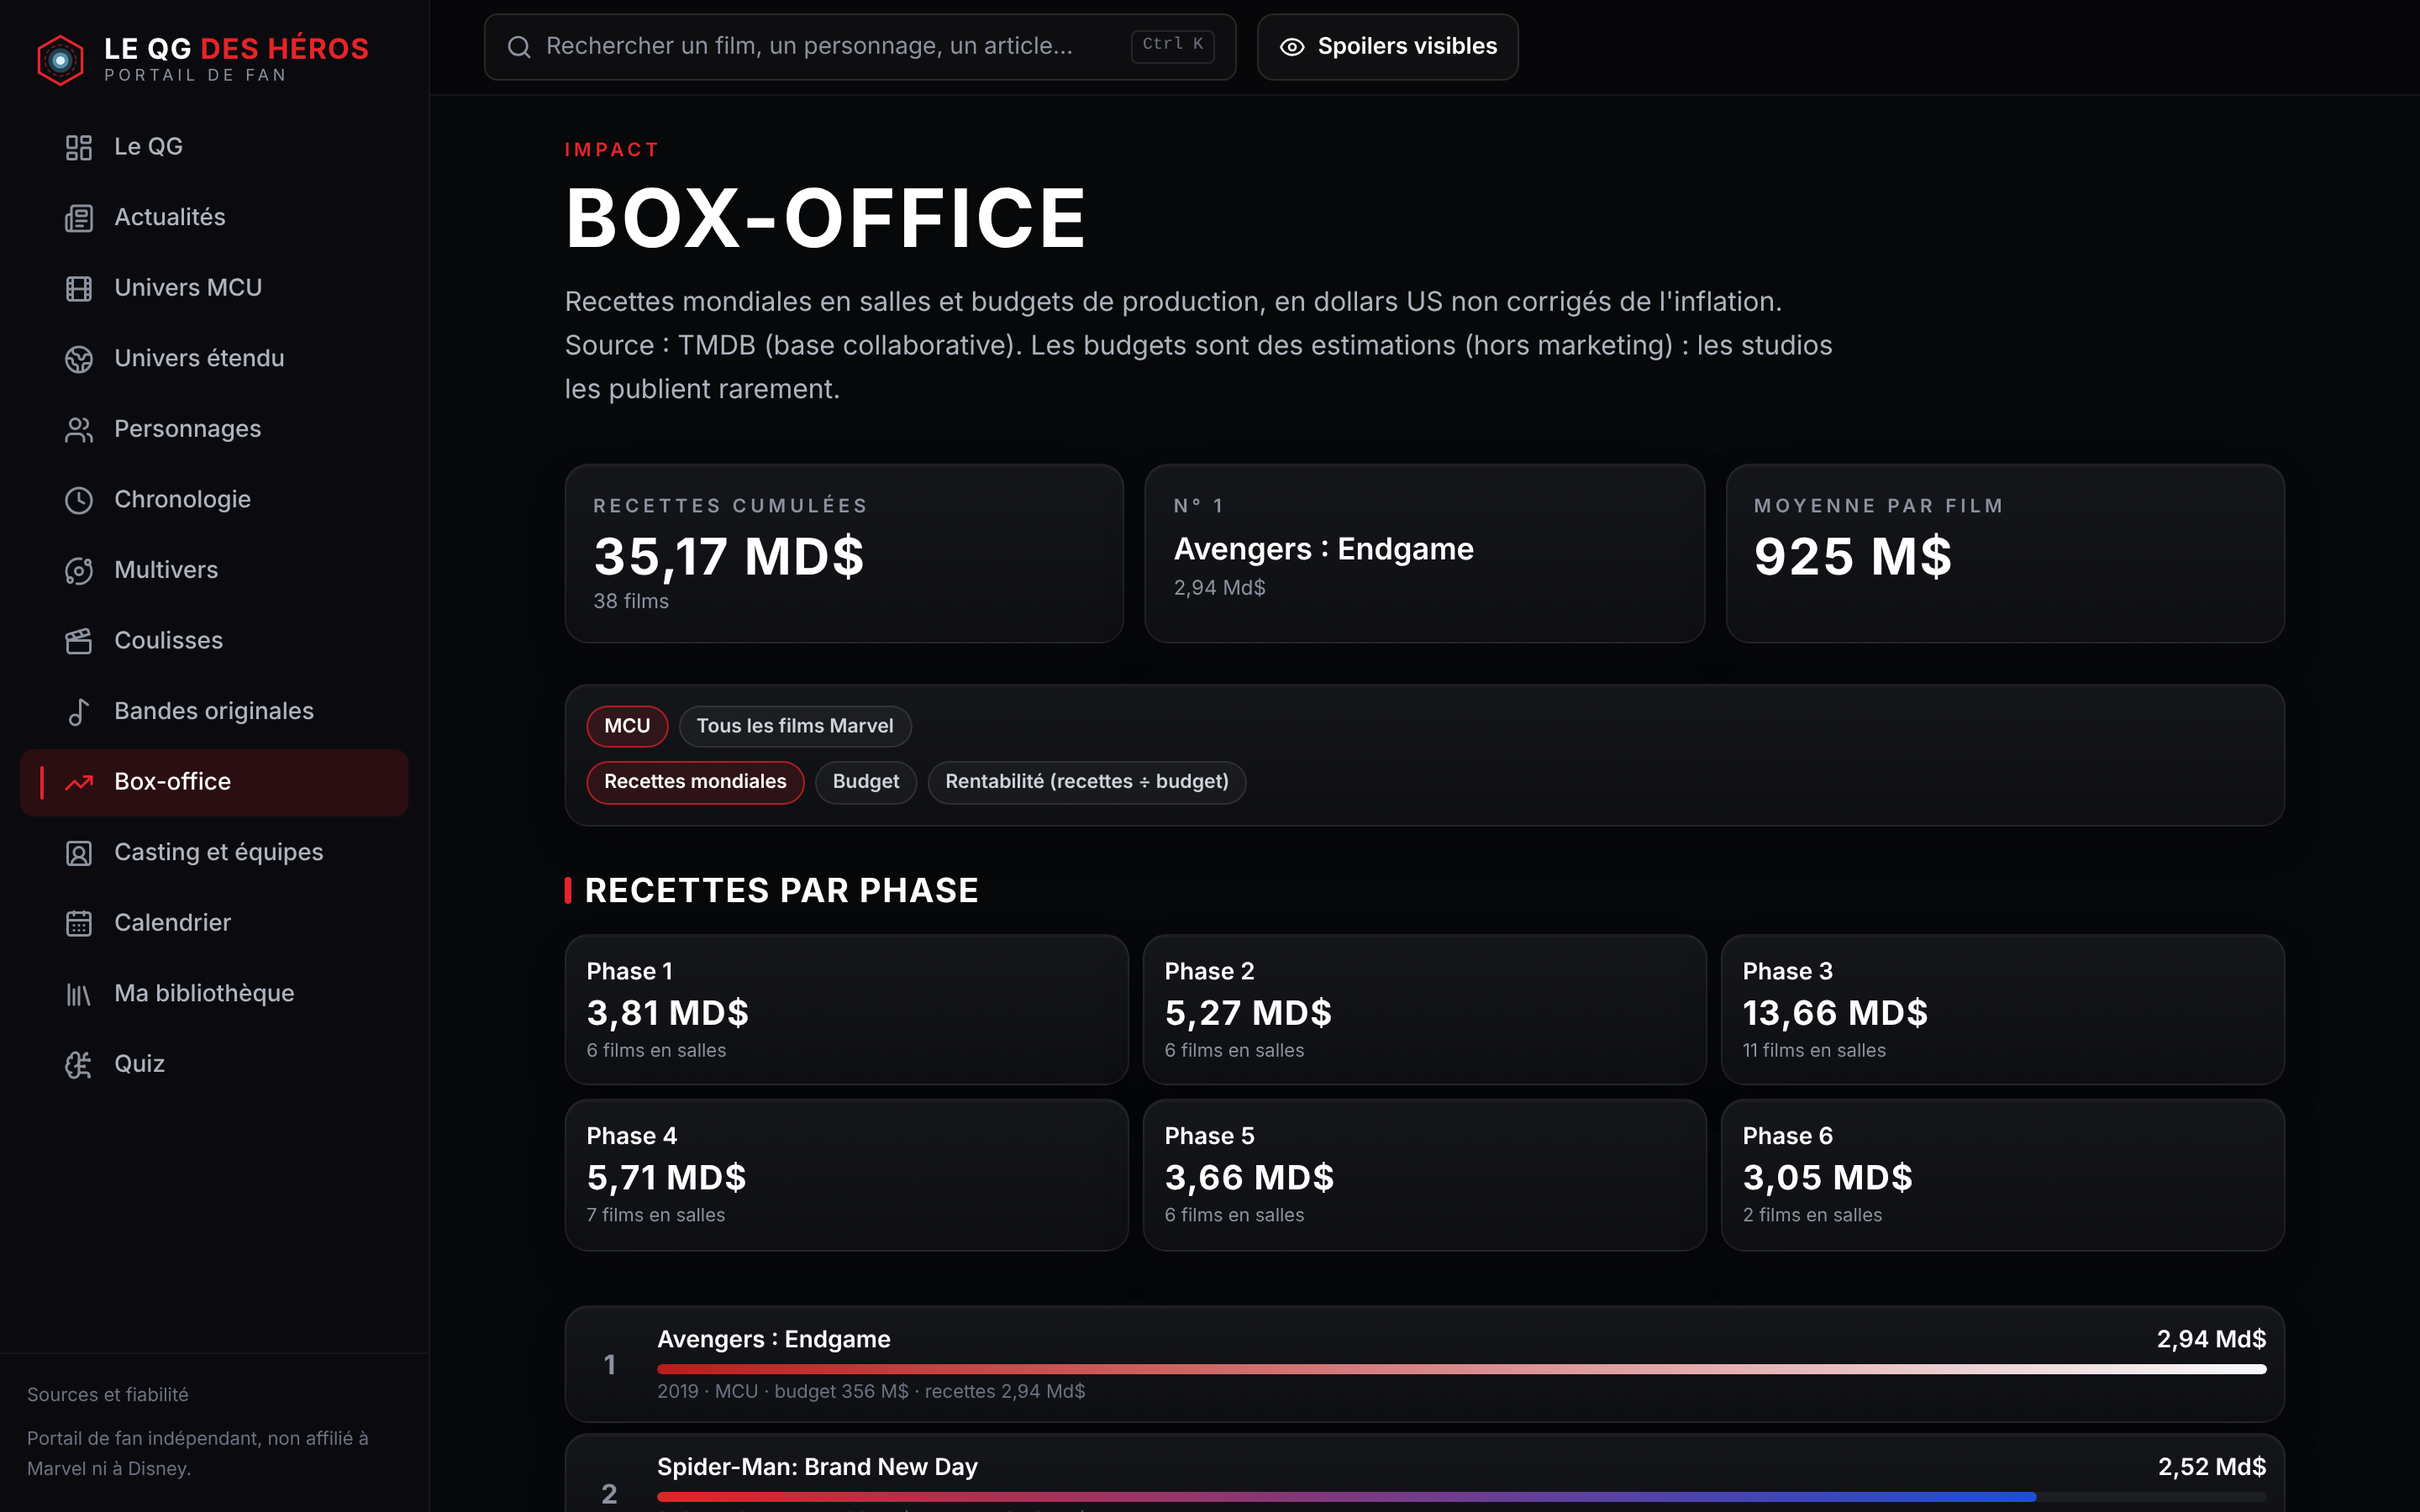 LE QG DES HÉROS
PORTAIL DE FAN
Rechercher un film, un personnage, un article...
Ctrl K
Spoilers visibles
Le QG
Actualités
Univers MCU
Univers étendu
Personnages
Chronologie
Multivers
Coulisses
Bandes originales
Box-office
Casting et équipes
Calendrier
Ma bibliothèque
Quiz
Sources et fiabilité
Portail de fan indépendant, non affilié à
Marvel ni à Disney.
IMPACT
BOX-OFFICE
Recettes mondiales en salles et budgets de production, en dollars US non corrigés de l'inflation.
Source : TMDB (base collaborative). Les budgets sont des estimations (hors marketing) : les studios
les publient rarement.
RECETTES CUMULÉES
35,17 MD$
38 films
N° 1
Avengers : Endgame
2,94 Md$
MOYENNE PAR FILM
925 M$
MCU
Tous les films Marvel
Recettes mondiales
Budget
Rentabilité (recettes ÷ budget)
RECETTES PAR PHASE
Phase 1
3,81 MD$
6 films en salles
Phase 2
5,27 MD$
6 films en salles
Phase 3
13,66 MD$
11 films en salles
Phase 4
5,71 MD$
7 films en salles
Phase 5
3,66 MD$
6 films en salles
Phase 6
3,05 MD$
2 films en salles
1
Avengers : Endgame
2,94 Md$
2019 · MCU · budget 356 M$ · recettes 2,94 Md$
2
Spider-Man: Brand New Day
2,52 Md$